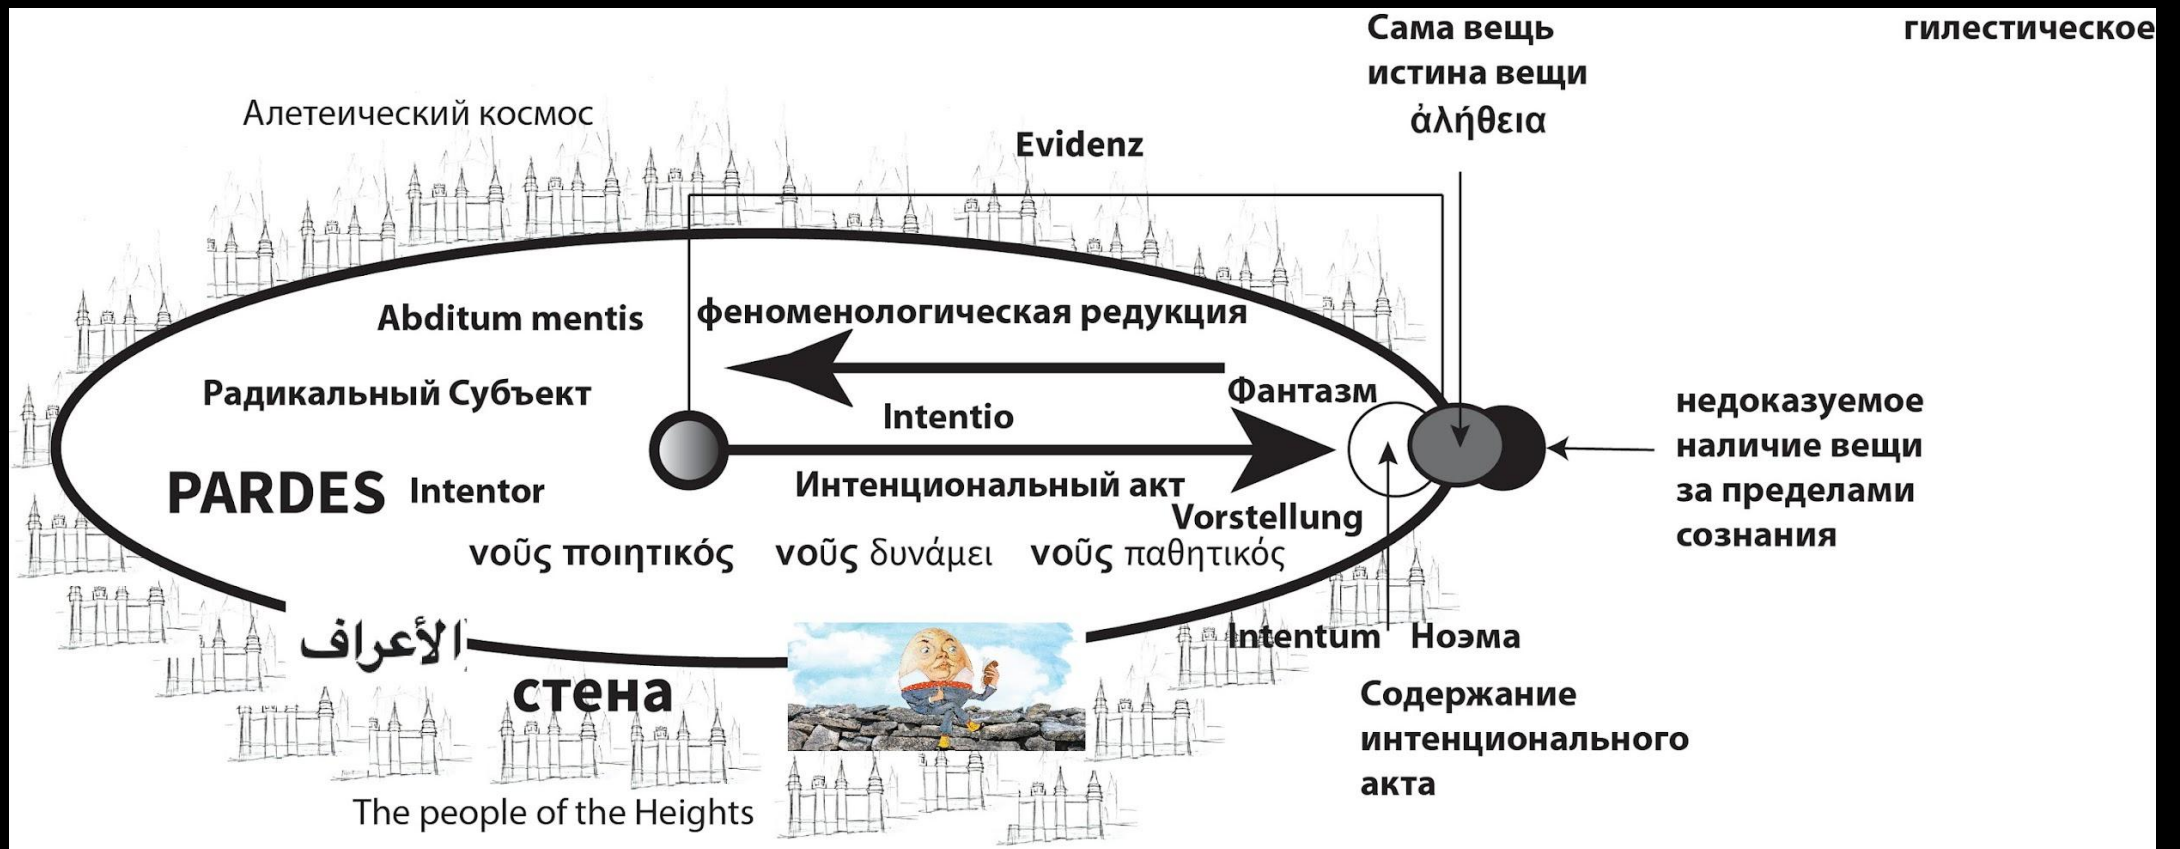 Сама вещь
истина вещи
ἀλήθεια
гилестическое
Алетеический космос
Evidenz
Abditum mentis
феноменологическая редукция
Радикальный Субъект
Фантазм
Intentio
недоказуемое
наличие вещи
за пределами
сознания
PARDES
Intentor
Интенциональный акт
Vorstellung
νοῦς ποιητικός νοῦς δυνάμει νοῦς παθητικός
الأعراف
стена
Intentum Ноэма
Содержание
интенционального
акта
The people of the Heights